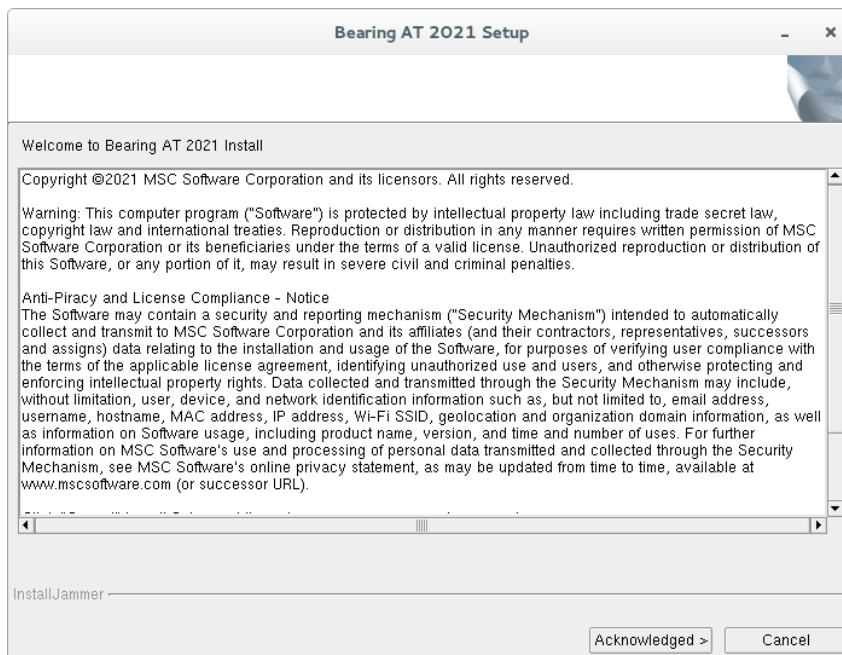 Bearing AT 2021 Setup
Welcome to Bearing AT 2021 Install
Copyright ©2021 MSC Software Corporation and its licensors. All rights reserved.
Warning: This computer program ("Software") is protected by intellectual property law including trade secret law,
copyright law and international treaties. Reproduction or distribution in any manner requires written permission of MSC
Software Corporation or its beneficiaries under the terms of a valid license. Unauthorized reproduction or distribution of
this Software, or any portion of it, may result in severe civil and criminal penalties.
Anti-Piracy and License Compliance - Notice
The Software may contain a security and reporting mechanism ("Security Mechanism") intended to automatically
collect and transmit to MSC Software Corporation and its affiliates (and their contractors, representatives, successors
and assigns) data relating to the installation and usage of the Software, for purposes of verifying user compliance with
the terms of the applicable license agreement, identifying unauthorized use and users, and otherwise protecting and
enforcing intellectual property rights. Data collected and transmitted through the Security Mechanism may include,
without limitation, user, device, and network identification information such as, but not limited to, email address,
username, hostname, MAC address, IP address, Wi-Fi SSID, geolocation and organization domain information, as well
as information on Software usage, including product name, version, and time and number of uses. For further
information on MSC Software's use and processing of personal data transmitted and collected through the Security
Mechanism, see MSC Software's online privacy statement, as may be updated from time to time, available at
www.mscsoftware.com (or successor URL).
InstallJammer
Acknowledged >
Cancel